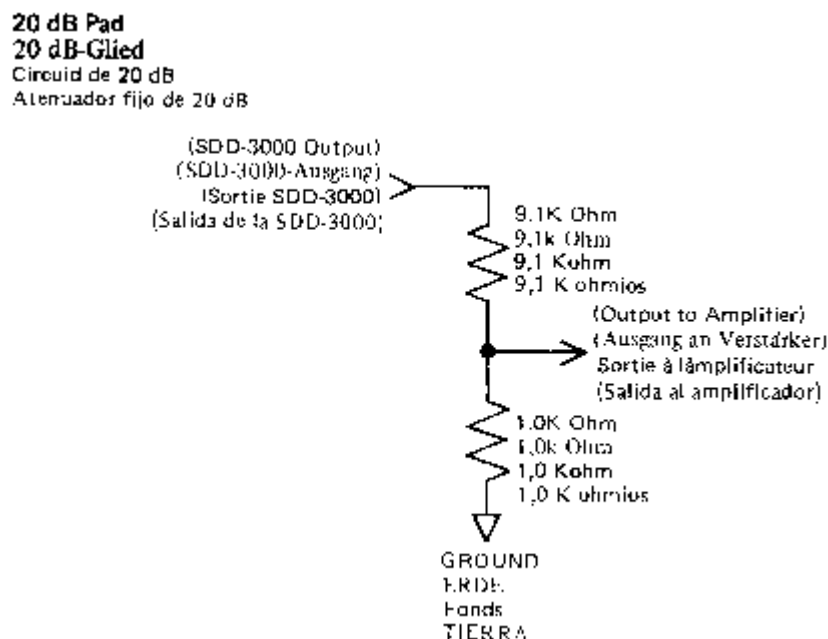 20 dB Pad
20 dB-Glied
Circuid de 20 dB
Atenuador fijo de 20 dB
(SDD-3000 Output)
(SDD-3000-Ausgang)
(Sortie SDD-3000)
(Salida de la SDD-3000)
9.1K Ohm
9,1k Ohm
9,1 Kohm
9,1 K ohmios
(Output to Amplifier)
(Ausgang an Verstärker)
Sortie à lâmplificateur
(Salida al ampilficador)
1.0K Ohm
1,0k Ohm
1,0 Kohm
1,0 K ohmios
GROUND
ERDE
Fonds
TIERRA